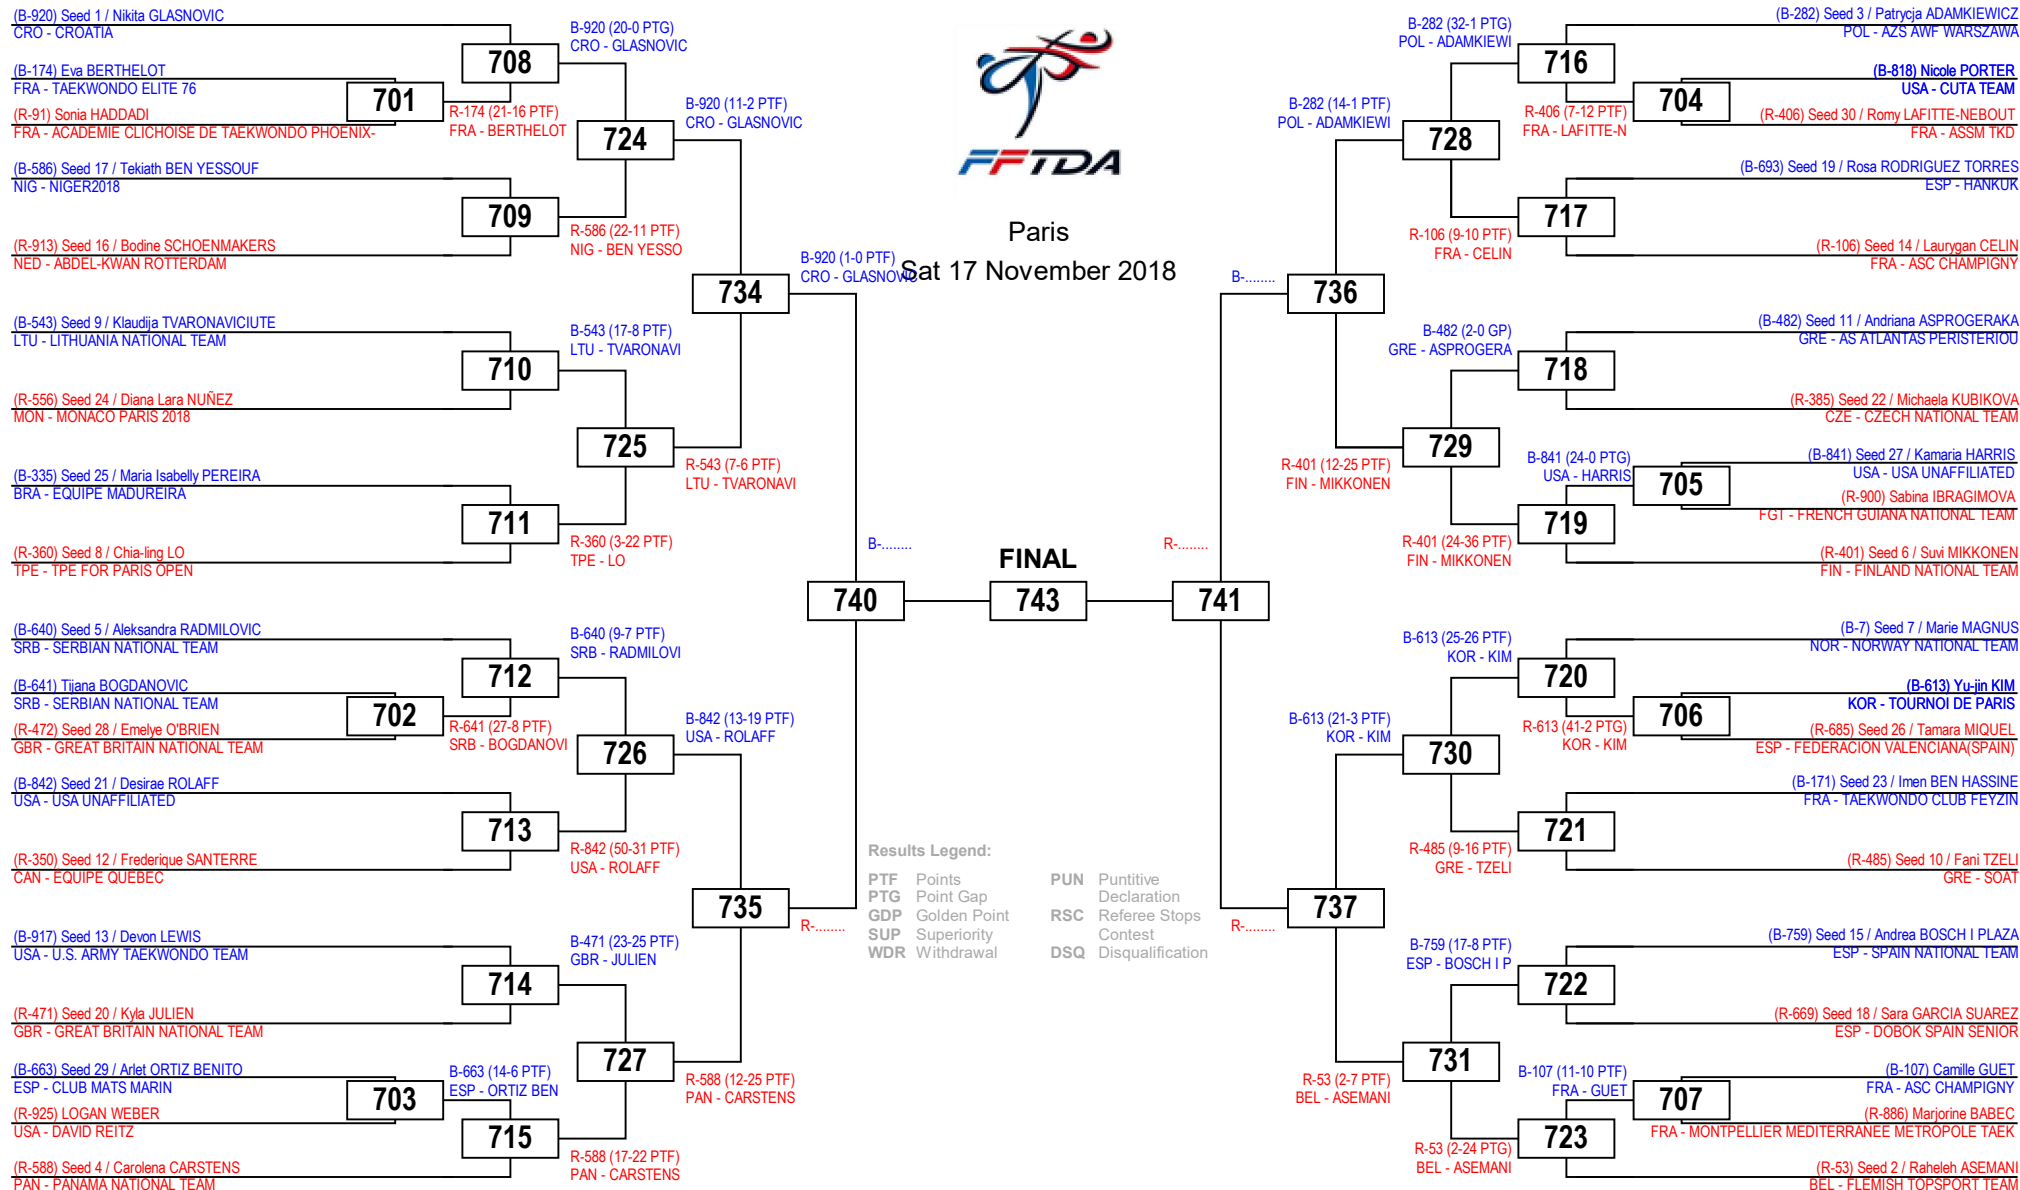 (B-920) Seed 1 / Nikita GLASNOVIC
CRO - CROATIA
(B-174) Eva BERTHELOT
FRA - TAEKWONDO ELITE 76
(R-91) Sonia HADDADI
FRA - ACADEMIE CLICHOISE DE TAEKWONDO PHOENIX-
(B-586) Seed 17 / Tekiath BEN YESSOUF
NIG - NIGER2018
(R-913) Seed 16 / Bodine SCHOENMAKERS
NED - ABDEL-KWAN ROTTERDAM
(B-543) Seed 9 / Klaudija TVARONAVICIUTE
LTU - LITHUANIA NATIONAL TEAM
(R-556) Seed 24 / Diana Lara NUÑEZ
MON - MONACO PARIS 2018
(B-335) Seed 25 / Maria Isabelly PEREIRA
BRA - EQUIPE MADUREIRA
(R-360) Seed 8 / Chia-ling LO
TPE - TPE FOR PARIS OPEN
(B-640) Seed 5 / Aleksandra RADMILOVIC
SRB - SERBIAN NATIONAL TEAM
(B-641) Tijana BOGDANOVIC
SRB - SERBIAN NATIONAL TEAM
(R-472) Seed 28 / Emelye O'BRIEN
GBR - GREAT BRITAIN NATIONAL TEAM
(B-842) Seed 21 / Desirae ROLAFF
USA - USA UNAFFILIATED
(R-350) Seed 12 / Frederique SANTERRE
CAN - EQUIPE QUÉBEC
(B-917) Seed 13 / Devon LEWIS
USA - U.S. ARMY TAEKWONDO TEAM
(R-471) Seed 20 / Kyla JULIEN
GBR - GREAT BRITAIN NATIONAL TEAM
(B-663) Seed 29 / Arlet ORTIZ BENITO
ESP - CLUB MATS MARIN
(R-925) LOGAN WEBER
USA - DAVID REITZ
(R-588) Seed 4 / Carolena CARSTENS
PAN - PANAMA NATIONAL TEAM
701
R-174 (21-16 PTF)
FRA - BERTHELOT
702
R-641 (27-8 PTF)
SRB - BOGDANOVI
703
B-663 (14-6 PTF)
ESP - ORTIZ BEN
708
B-920 (20-0 PTG)
CRO - GLASNOVIC
709
R-586 (22-11 PTF)
NIG - BEN YESSO
710
B-543 (17-8 PTF)
LTU - TVARONAVI
711
R-360 (3-22 PTF)
TPE - LO
712
B-640 (9-7 PTF)
SRB - RADMILOVI
713
R-842 (50-31 PTF)
USA - ROLAFF
714
B-471 (23-25 PTF)
GBR - JULIEN
715
R-588 (17-22 PTF)
PAN - CARSTENS
724
B-920 (11-2 PTF)
CRO - GLASNOVIC
725
R-543 (7-6 PTF)
LTU - TVARONAVI
726
B-842 (13-19 PTF)
USA - ROLAFF
727
R-588 (12-25 PTF)
PAN - CARSTENS
734
B-920 (1-0 PTF)
CRO - GLASNOVIC
735
R-........
740
B-........
FFTDA
Paris
Sat 17 November 2018
FINAL
743
Results Legend:
PTF Points
PTG Point Gap
GDP Golden Point
SUP Superiority
WDR Withdrawal
PUN Puntitive
Declaration
RSC Referee Stops
Contest
DSQ Disqualification
741
R-........
736
B-........
737
R-........
728
B-282 (14-1 PTF)
POL - ADAMKIEWI
729
R-401 (12-25 PTF)
FIN - MIKKONEN
730
B-613 (21-3 PTF)
KOR - KIM
731
R-53 (2-7 PTF)
BEL - ASEMANI
716
B-282 (32-1 PTG)
POL - ADAMKIEWI
717
R-106 (9-10 PTF)
FRA - CELIN
718
B-482 (2-0 GP)
GRE - ASPROGERA
719
R-401 (24-36 PTF)
FIN - MIKKONEN
720
B-613 (25-26 PTF)
KOR - KIM
721
R-485 (9-16 PTF)
GRE - TZELI
722
B-759 (17-8 PTF)
ESP - BOSCH I P
723
R-53 (2-24 PTG)
BEL - ASEMANI
704
R-406 (7-12 PTF)
FRA - LAFITTE-N
705
B-841 (24-0 PTG)
USA - HARRIS
706
R-613 (41-2 PTG)
KOR - KIM
707
B-107 (11-10 PTF)
FRA - GUET
(B-282) Seed 3 / Patrycja ADAMKIEWICZ
POL - AZS AWF WARSZAWA
(B-818) Nicole PORTER
USA - CUTA TEAM
(R-406) Seed 30 / Romy LAFITTE-NEBOUT
FRA - ASSM TKD
(B-693) Seed 19 / Rosa RODRIGUEZ TORRES
ESP - HANKUK
(R-106) Seed 14 / Laurygan CELIN
FRA - ASC CHAMPIGNY
(B-482) Seed 11 / Andriana ASPROGERAKA
GRE - AS ATLANTAS PERISTERIOU
(R-385) Seed 22 / Michaela KUBIKOVA
CZE - CZECH NATIONAL TEAM
(B-841) Seed 27 / Kamaria HARRIS
USA - USA UNAFFILIATED
(R-900) Sabina IBRAGIMOVA
FGT - FRENCH GUIANA NATIONAL TEAM
(R-401) Seed 6 / Suvi MIKKONEN
FIN - FINLAND NATIONAL TEAM
(B-7) Seed 7 / Marie MAGNUS
NOR - NORWAY NATIONAL TEAM
(B-613) Yu-jin KIM
KOR - TOURNOI DE PARIS
(R-685) Seed 26 / Tamara MIQUEL
ESP - FEDERACION VALENCIANA(SPAIN)
(B-171) Seed 23 / Imen BEN HASSINE
FRA - TAEKWONDO CLUB FEYZIN
(R-485) Seed 10 / Fani TZELI
GRE - SOAT
(B-759) Seed 15 / Andrea BOSCH I PLAZA
ESP - SPAIN NATIONAL TEAM
(R-669) Seed 18 / Sara GARCIA SUAREZ
ESP - DOBOK SPAIN SENIOR
(B-107) Camille GUET
FRA - ASC CHAMPIGNY
(R-886) Marjorine BABEC
FRA - MONTPELLIER MEDITERRANEE METROPOLE TAEK
(R-53) Seed 2 / Raheleh ASEMANI
BEL - FLEMISH TOPSPORT TEAM